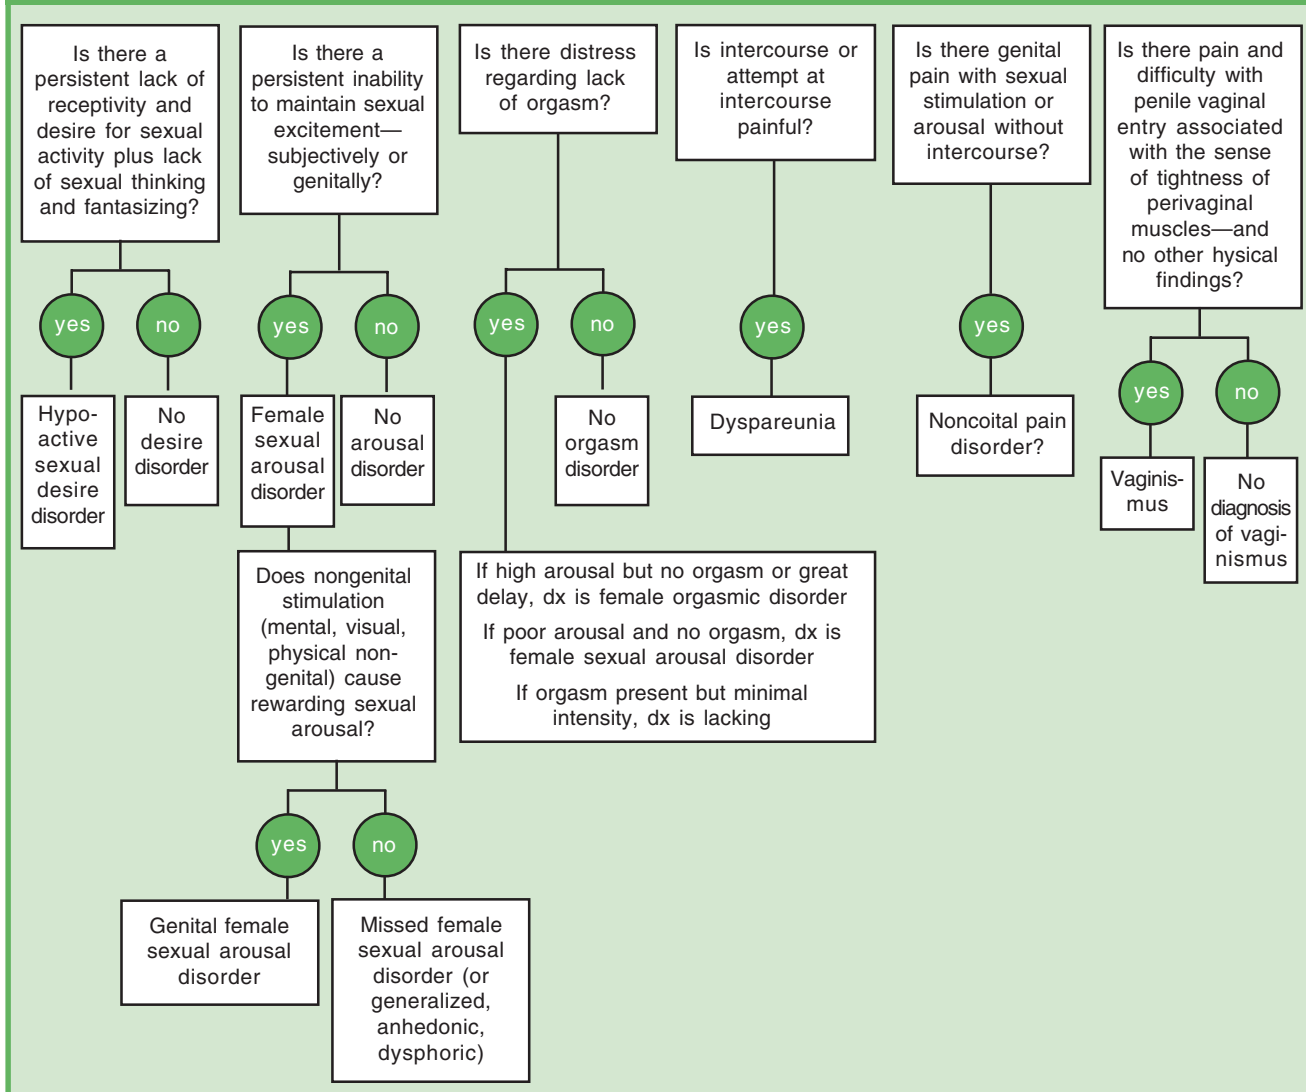 Is there a
persistent lack of
receptivity and
desire for sexual
activity plus lack
of sexual thinking
and fantasizing?
yes
no
Hypo-
active
sexual
desire
disorder
No
desire
disorder
Is there a
persistent inability
to maintain sexual
excitement—
subjectively or
genitally?
yes
no
Female
sexual
arousal
disorder
No
arousal
disorder
Does nongenital
stimulation
(mental, visual,
physical non-
genital) cause
rewarding sexual
arousal?
yes
no
Genital female
sexual arousal
disorder
Missed female
sexual arousal
disorder (or
generalized,
anhedonic,
dysphoric)
Is there distress
regarding lack
of orgasm?
yes
no
No
orgasm
disorder
If high arousal but no orgasm or great
delay, dx is female orgasmic disorder
If poor arousal and no orgasm, dx is
female sexual arousal disorder
If orgasm present but minimal
intensity, dx is lacking
Is intercourse or
attempt at
intercourse
painful?
yes
Dyspareunia
Is there genital
pain with sexual
stimulation or
arousal without
intercourse?
yes
Noncoital pain
disorder?
Is there pain and
difficulty with
penile vaginal
entry associated
with the sense
of tightness of
perivaginal
muscles—and
no other hysical
findings?
yes
no
Vaginis-
mus
No
diagnosis
of vagi-
nismus